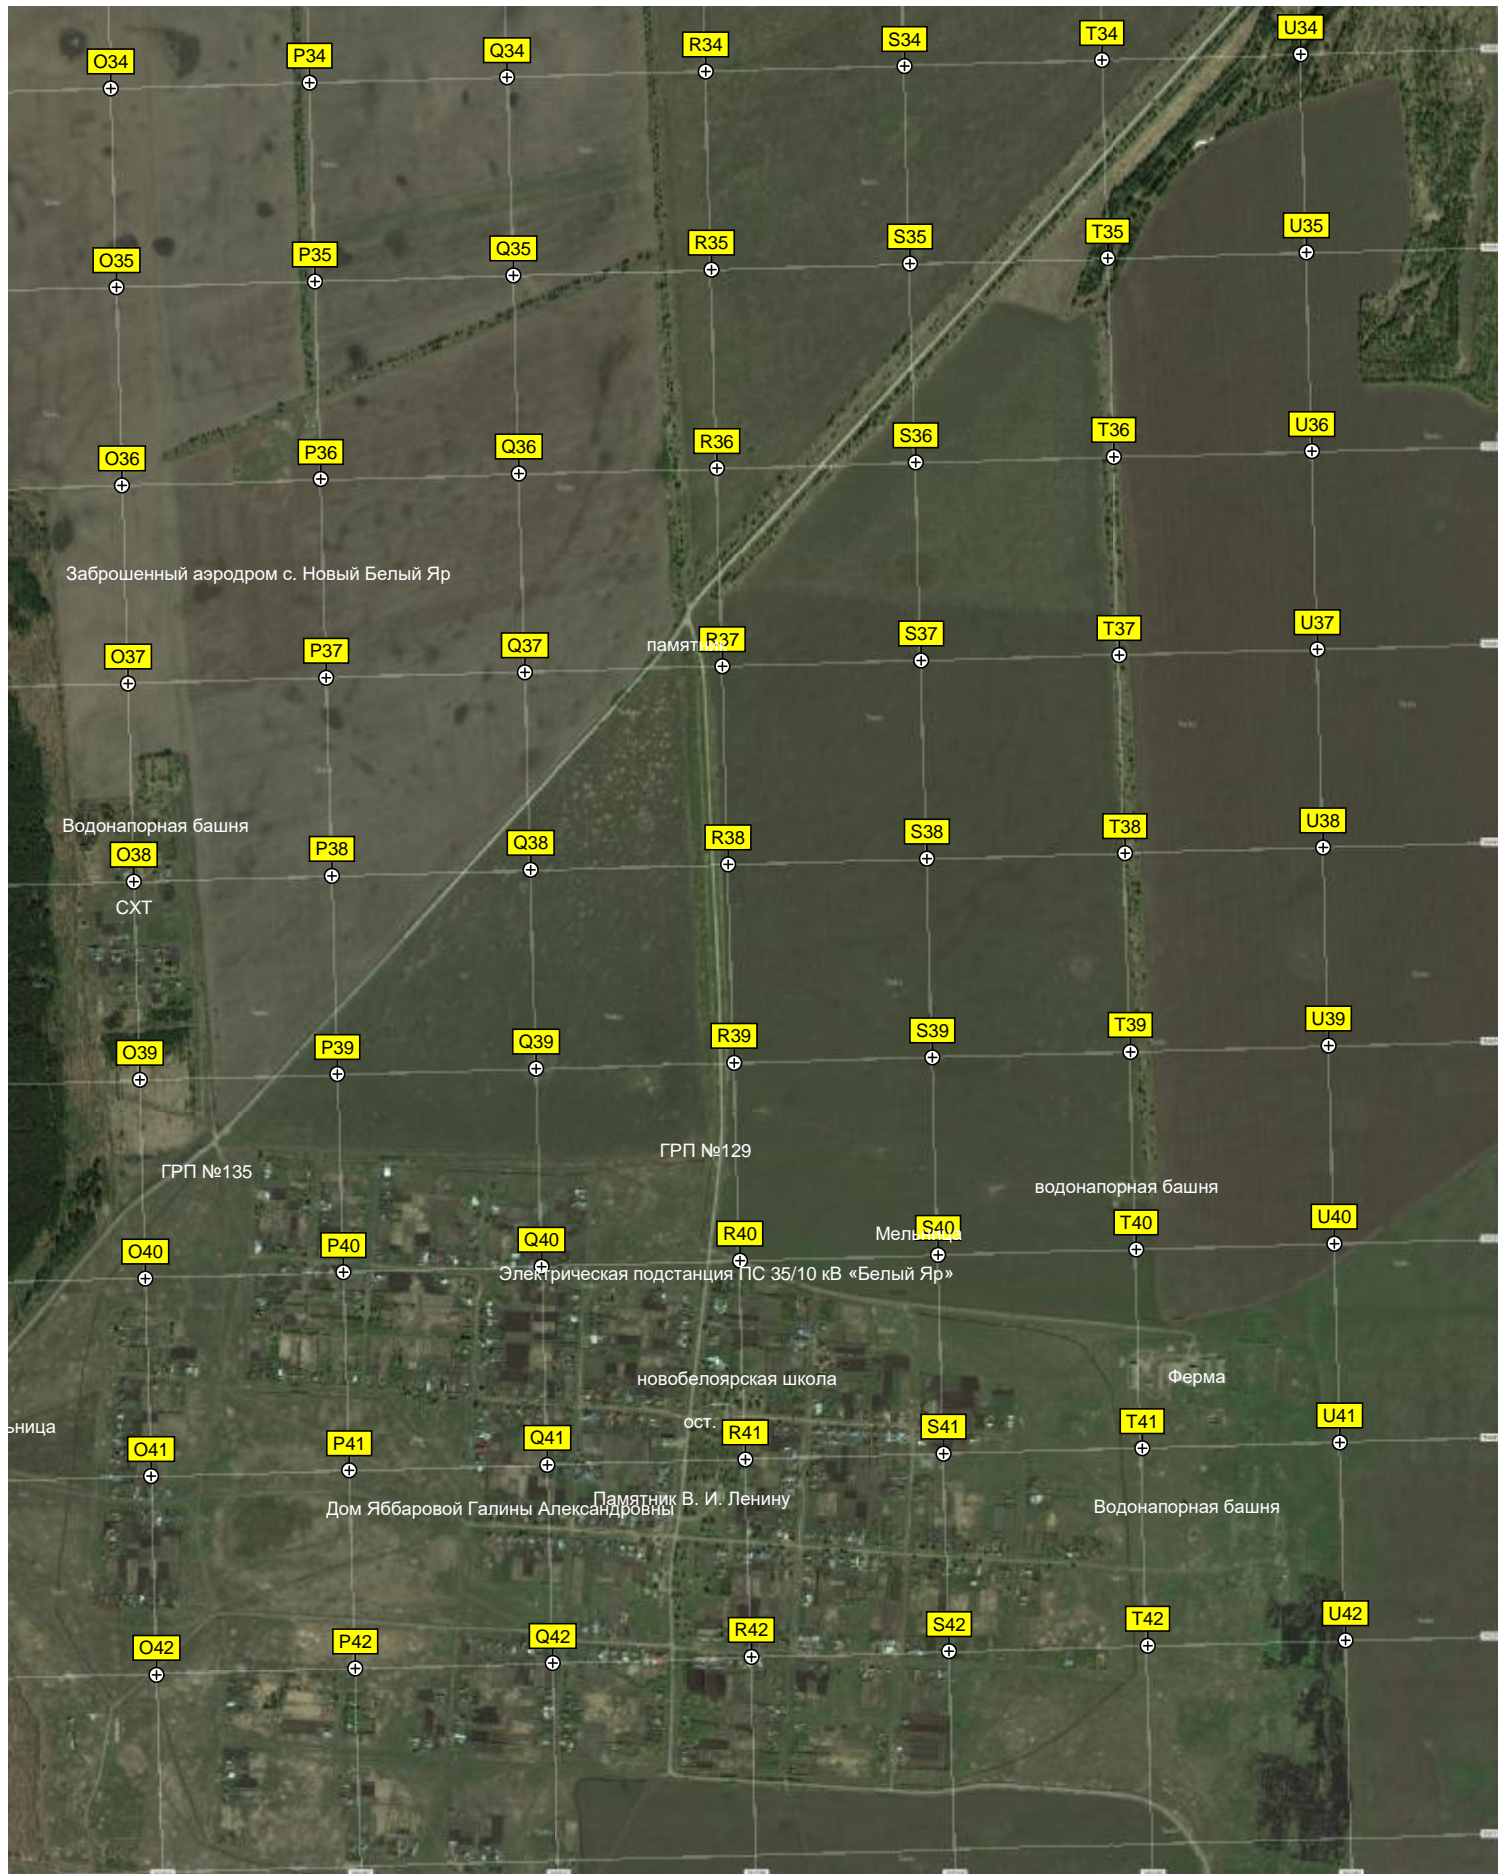 O34
P34
Q34
R34
S34
T34
U34
O35
P35
Q35
R35
S35
T35
U35
O36
P36
Q36
R36
S36
T36
U36
Заброшенный аэродром с. Новый Белый Яр
O37
P37
Q37
памятник
R37
S37
T37
U37
Водонапорная башня
O38
P38
Q38
R38
S38
T38
U38
СХТ
O39
P39
Q39
R39
S39
T39
U39
ГРП №135
ГРП №129
водонапорная башня
O40
P40
Q40
R40
Мельница
S40
T40
U40
Электрическая подстанция ПС 35/10 кВ «Белый Яр»
новобелоярская школа
Ферма
ьница
ост.
O41
P41
Q41
R41
S41
T41
U41
Дом Яббаровой Галины Александровны
Памятник В. И. Ленину
Водонапорная башня
O42
P42
Q42
R42
S42
T42
U42